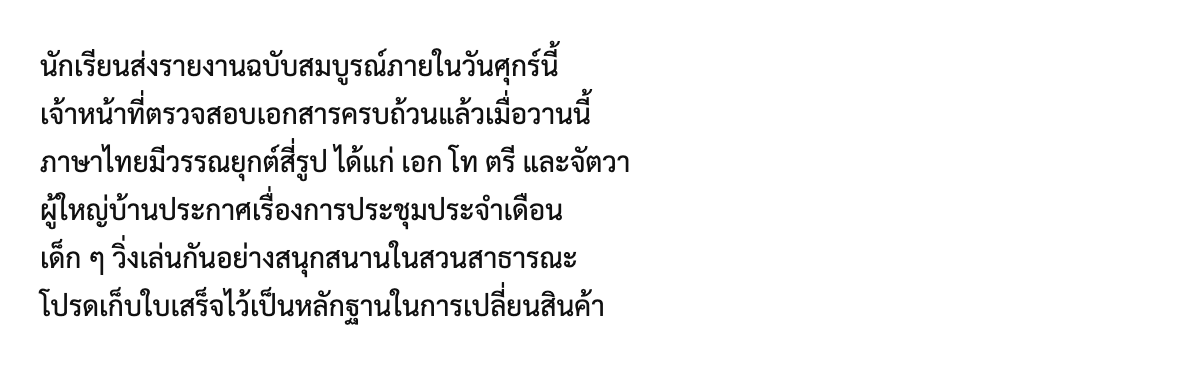 นักเรียนส่งรายงานฉบับสมบูรณ์ภายในวันศุกร์นี้
เจ้าหน้าที่ตรวจสอบเอกสารครบถ้วนแล้วเมื่อวานนี้
ภาษาไทยมีวรรณยุกต์สี่รูป ได้แก่ เอก โท ตรี และจัตวา
ผู้ใหญ่บ้านประกาศเรื่องการประชุมประจำเดือน
เด็ก ๆ วิ่งเล่นกันอย่างสนุกสนานในสวนสาธารณะ
โปรดเก็บใบเสร็จไว้เป็นหลักฐานในการเปลี่ยนสินค้า